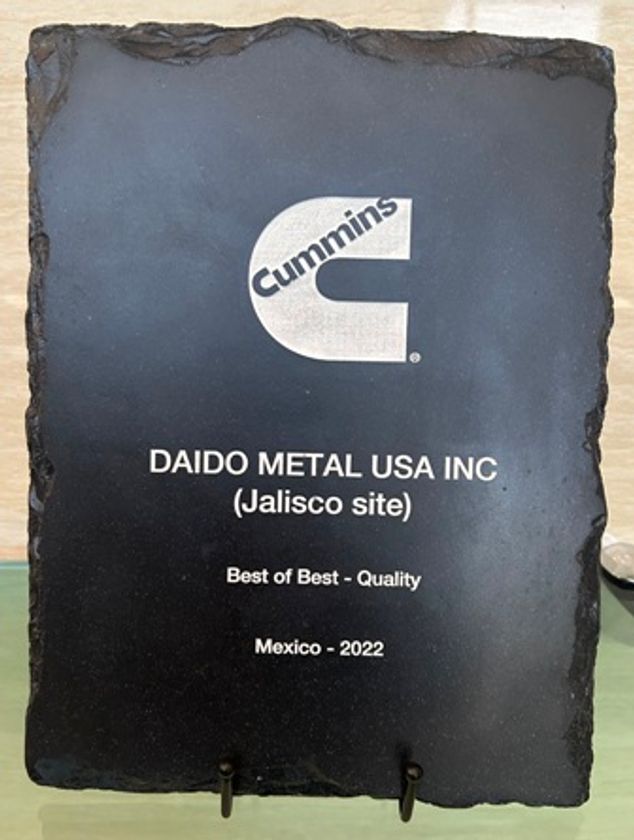 Cummins
®
DAIDO METAL USA INC
(Jalisco site)
Best of Best - Quality
Mexico - 2022